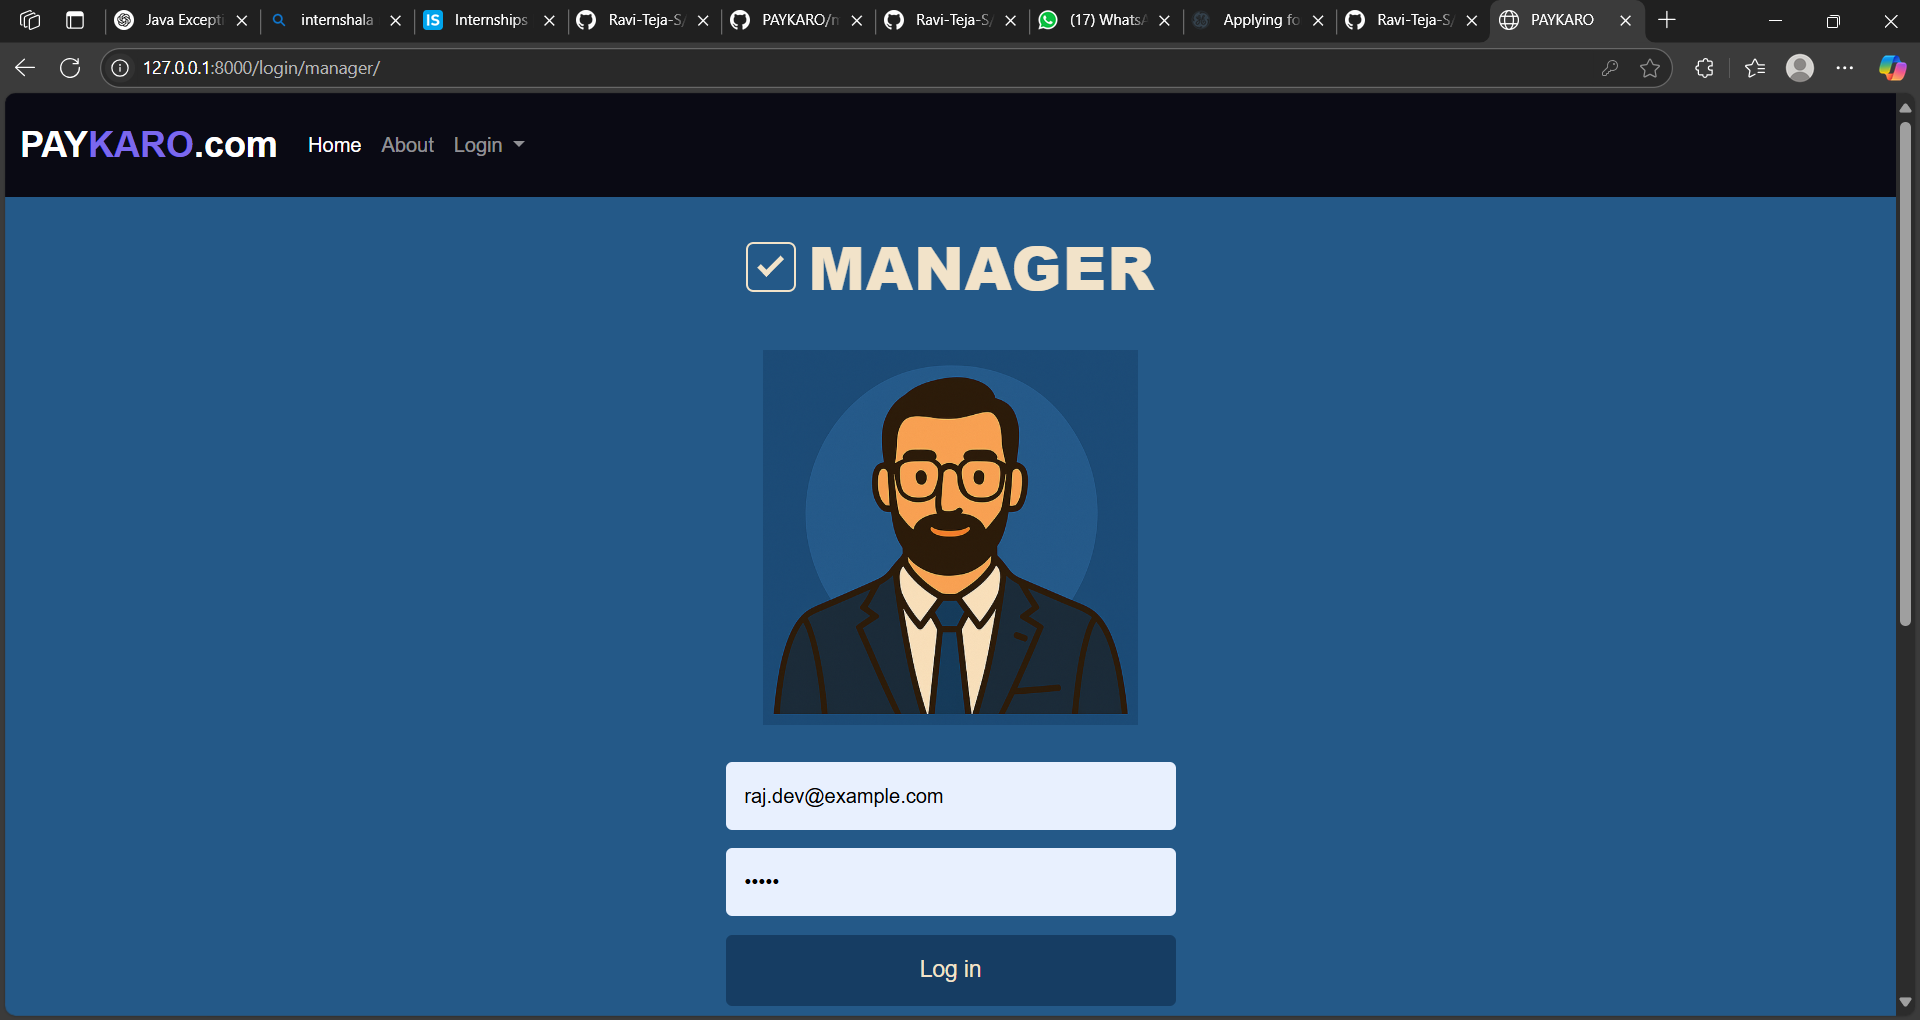 Java Excepti
internshala
IS Internships
Ravi-Teja-S/
PAYKARO/n
Ravi-Teja-S/
(17) WhatsA
Applying fo
Ravi-Teja-S/
PAYKARO
127.0.0.1:8000/login/manager/
PAYKARO.com
Home
About
Login
MANAGER
raj.dev@example.com
•••••
Log in